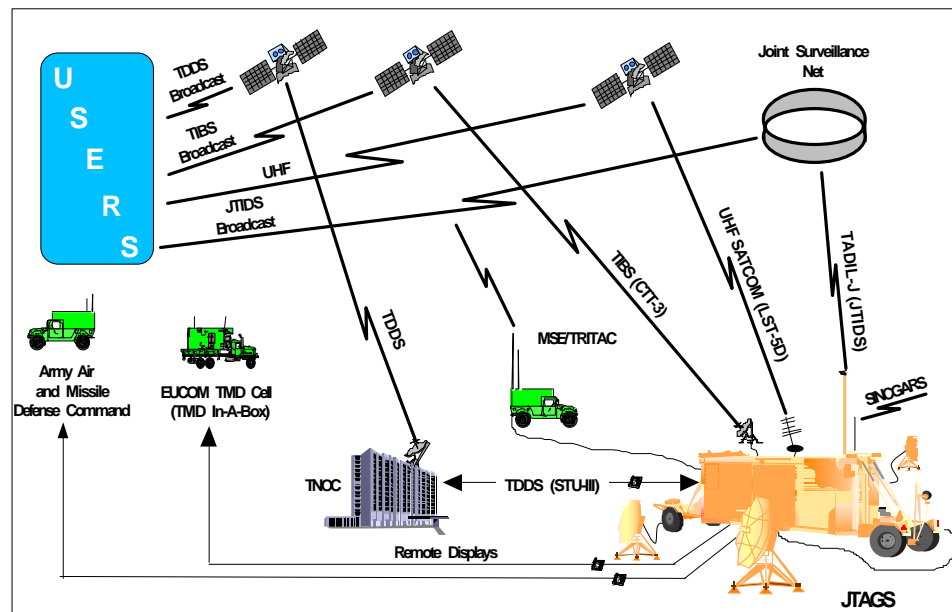 USERS
TDDS
Broadcast
TIBS
Broadcast
UHF
JTIDS
Broadcast
Joint Surveillance
Net
TDDS
MSE/TRITAC
TIBS (CTT-3)
UHF SATCOM (LST-5D)
TADIL-J (JTIDS)
SINCGARS
Army Air
and Missile
Defense Command
EUCOM TMD Cell
(TMD In-A-Box)
TNOC
TDDS (STU-III)
Remote Displays
JTAGS